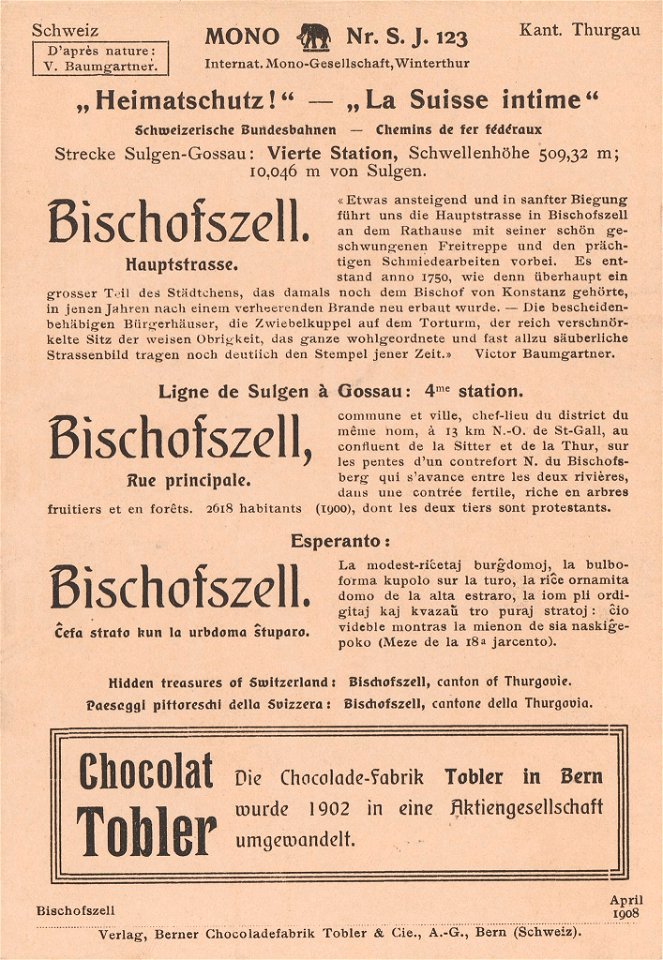 Schweiz
D'après nature:
V. Baumgartner.
MONO Nr. S. J. 123
Internat. Mono-Gesellschaft, Winterthur
Kant. Thurgau
„Heimatschutz!“ — „La Suisse intime“
Schweizerische Bundesbahnen — Chemins de fer fédéraux
Strecke Sulgen-Gossau: Vierte Station, Schwellenhöhe 509,32 m;
10,046 m von Sulgen.
Bischofszell.
Hauptstrasse.
«Etwas ansteigend und in sanfter Biegung
führt uns die Hauptstrasse in Bischofszell
an dem Rathause mit seiner schön ge-
schwungenen Freitreppe und den präch-
tigen Schmiedearbeiten vorbei. Es ent-
stand anno 1750, wie denn überhaupt ein
grosser Teil des Städtchens, das damals noch dem Bischof von Konstanz gehörte,
in jenen Jahren nach einem verheerenden Brande neu erbaut wurde. — Die bescheiden-
behäbigen Bürgerhäuser, die Zwiebelkuppel auf dem Torturm, der reich verschnör-
kelte Sitz der weisen Obrigkeit, das ganze wohlgeordnete und fast allzu säuberliche
Strassenbild tragen noch deutlich den Stempel jener Zeit.» Victor Baumgartner.
Ligne de Sulgen à Gossau: 4me station.
Bischofszell,
Rue principale.
commune et ville, chef-lieu du district du
même nom, à 13 km N.-O. de St-Gall, au
confluent de la Sitter et de la Thur, sur
les pentes d'un contrefort N. du Bischofs-
berg qui s'avance entre les deux rivières,
dans une contrée fertile, riche en arbres
fruitiers et en forêts. 2618 habitants (1900), dont les deux tiers sont protestants.
Esperanto:
Bischofszell.
Ĉefa strato kun la urbdoma ŝtuparo.
La modest-riĉetaj burĝdomoj, la bulbo-
forma kupolo sur la turo, la riĉe ornamita
domo de la alta estraro, la iom pli ordi-
gitaj kaj kvazaŭ tro puraj stratoj: ĉio
videble montras la mienon de sia naskiĝe-
poko (Meze de la 18a jarcento).
Hidden treasures of Switzerland: Bischofszell, canton of Thurgovie.
Paesaggi pittoreschi della Svizzera: Bischofszell, cantone della Thurgovia.
Chocolat
Tobler
Die Chocolade-Fabrik Tobler in Bern
wurde 1902 in eine Aktiengesellschaft
umgewandelt.
Bischofszell
April
1908
Verlag, Berner Chocoladefabrik Tobler & Cie., A.-G., Bern (Schweiz).